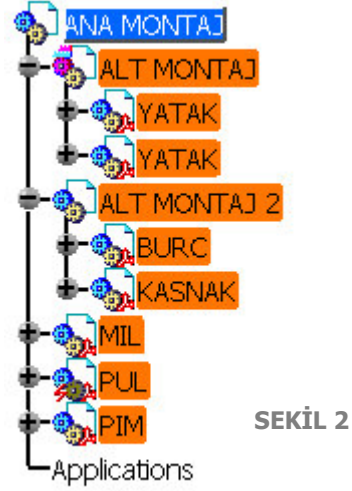 ANA MONTAJ
ALT MONTAJ
YATAK
YATAK
ALT MONTAJ 2
BURC
KASNAK
MIL
PUL
PIM
SEKİL 2
Applications